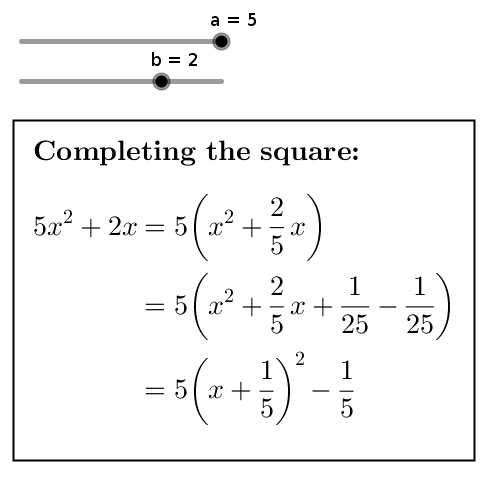 a = 5
b = 2
Completing the square:
5x² + 2x = 5(x² + 2/5 x)
= 5(x² + 2/5 x + 1/25 − 1/25)
= 5(x + 1/5)² − 1/5